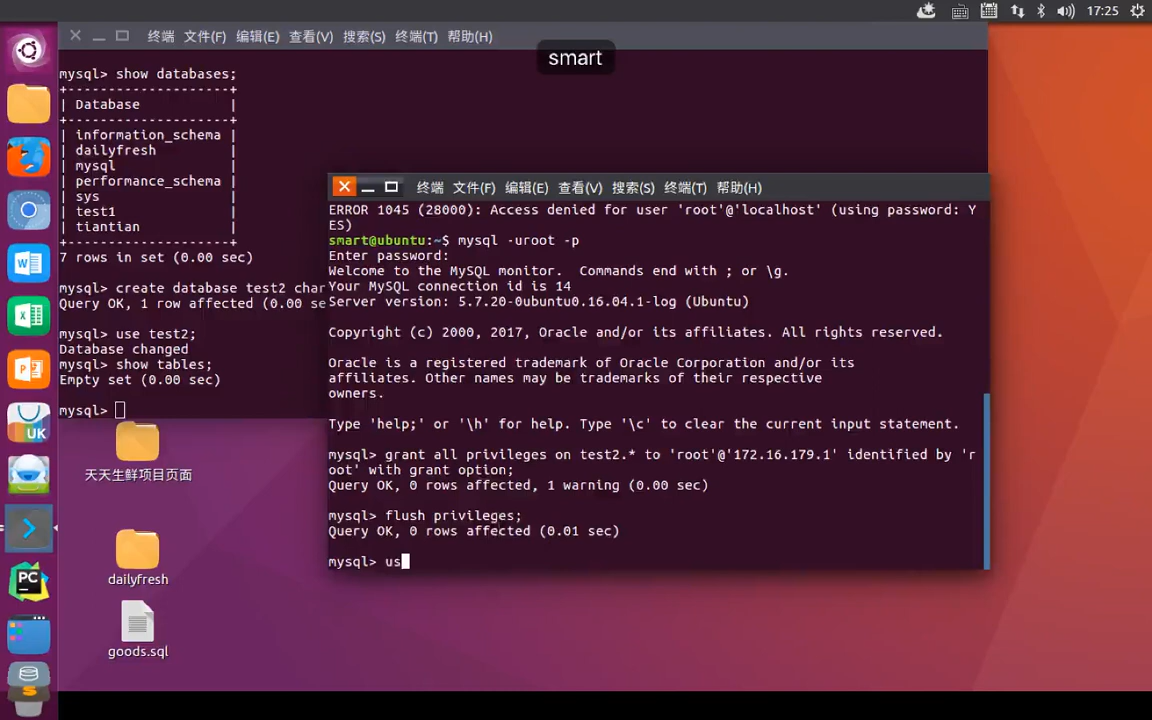 17:25
终端 文件(F) 编辑(E) 查看(V) 搜索(S) 终端(T) 帮助(H)
smart
mysql> show databases;
+--------------------+
| Database |
+--------------------+
| information_schema |
| dailyfresh |
| mysql |
| performance_schema |
| sys |
| test1 |
| tiantian |
+--------------------+
7 rows in set (0.00 sec)
mysql> create database test2 char
Query OK, 1 row affected (0.00 se
mysql> use test2;
Database changed
mysql> show tables;
Empty set (0.00 sec)
mysql>
终端 文件(F) 编辑(E) 查看(V) 搜索(S) 终端(T) 帮助(H)
ERROR 1045 (28000): Access denied for user 'root'@'localhost' (using password: Y
ES)
smart@ubuntu:~$ mysql -uroot -p
Enter password:
Welcome to the MySQL monitor.  Commands end with ; or \g.
Your MySQL connection id is 14
Server version: 5.7.20-0ubuntu0.16.04.1-log (Ubuntu)
Copyright (c) 2000, 2017, Oracle and/or its affiliates. All rights reserved.
Oracle is a registered trademark of Oracle Corporation and/or its
affiliates. Other names may be trademarks of their respective
owners.
Type 'help;' or '\h' for help. Type '\c' to clear the current input statement.
mysql> grant all privileges on test2.* to 'root'@'172.16.179.1' identified by 'r
oot' with grant option;
Query OK, 0 rows affected, 1 warning (0.00 sec)
mysql> flush privileges;
Query OK, 0 rows affected (0.01 sec)
mysql> us
天天生鲜项目页面
dailyfresh
goods.sql
W
X
P
UK
PC
S